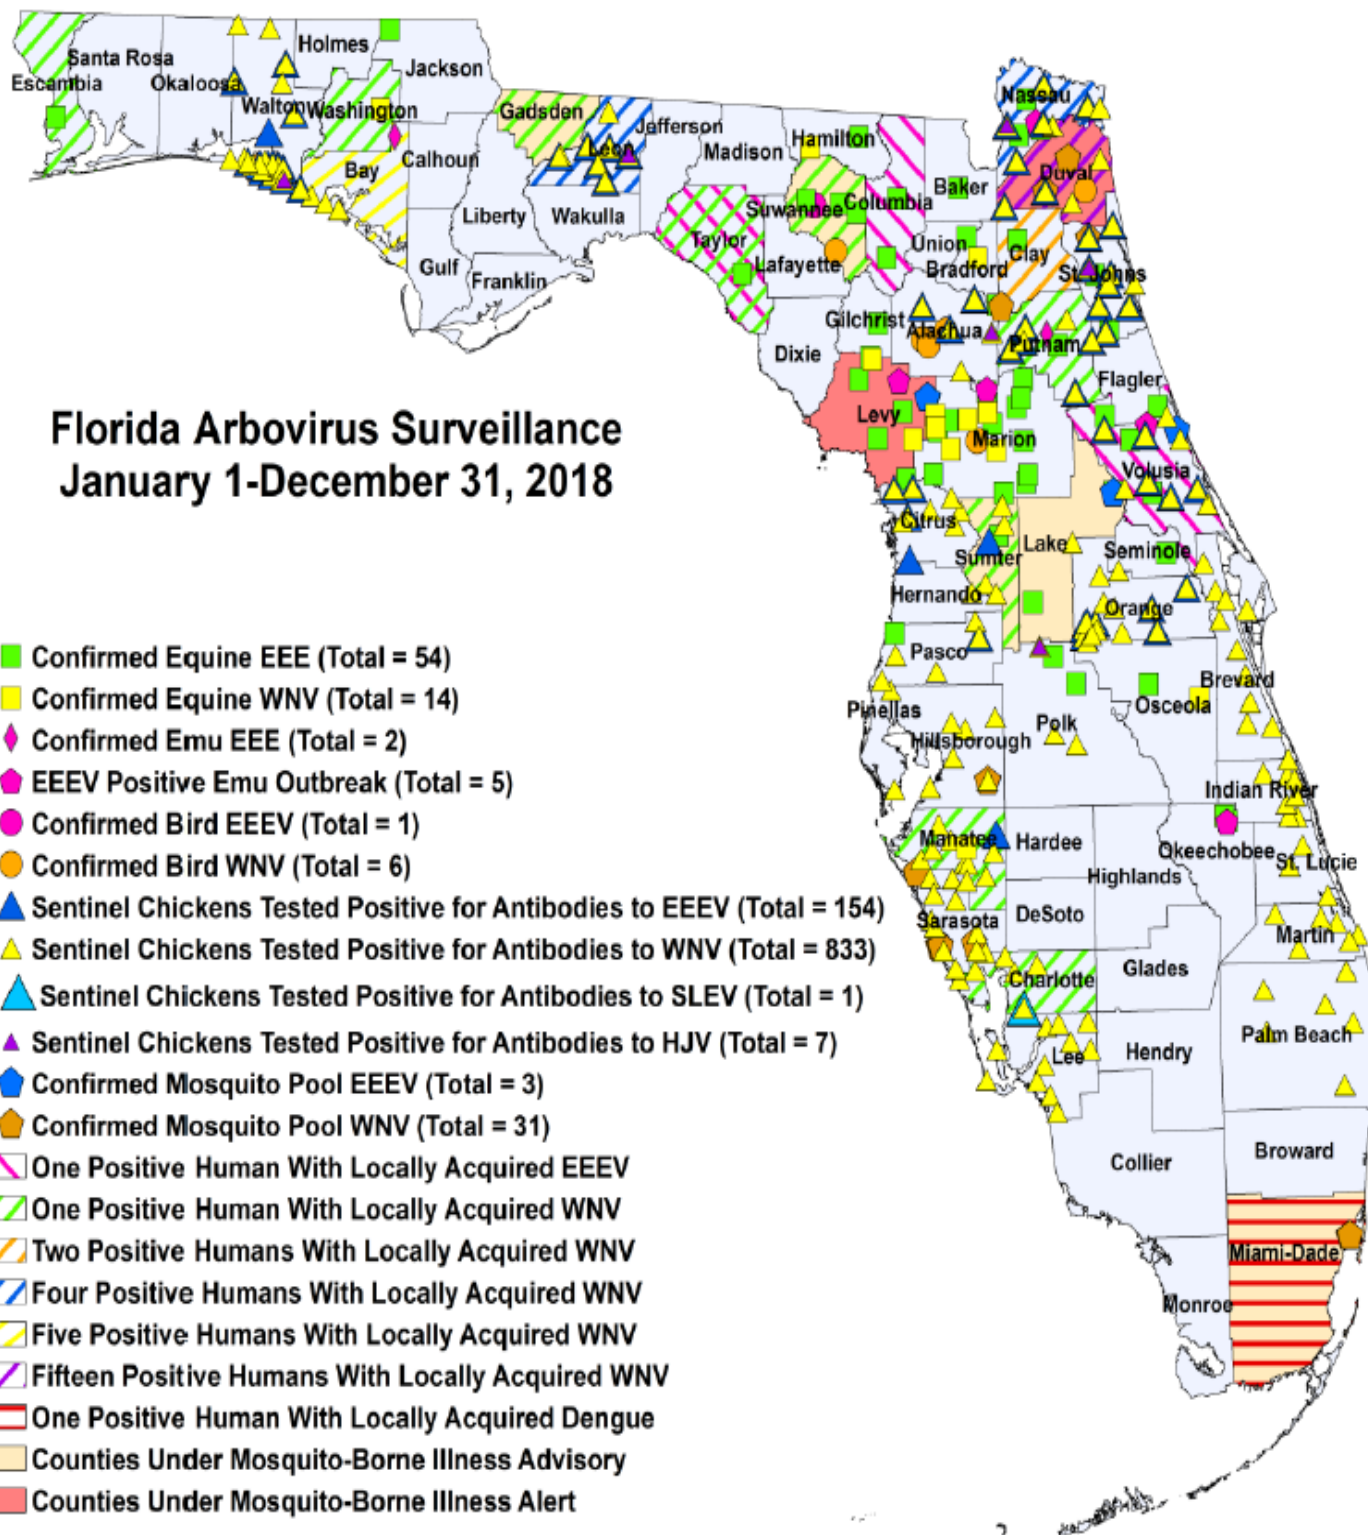 Holmes
Santa Rosa
Jackson
Escambia
Okaloosa
Walton
Washington
Gadsden
Leon
Jefferson
Madison
Hamilton
Nassau
Bay
Calhoun
Liberty
Wakulla
Taylor
Suwannee
Columbia
Baker
Duval
Gulf
Franklin
Lafayette
Union
Bradford
Clay
St. Johns
Dixie
Gilchrist
Alachua
Putnam
Flagler
Levy
Marion
Volusia
Florida Arbovirus Surveillance
January 1-December 31, 2018
Citrus
Sumter
Lake
Seminole
Hernando
Orange
Pasco
Brevard
Pinellas
Hillsborough
Polk
Osceola
Indian River
Manatee
Hardee
Okeechobee
St. Lucie
Highlands
Sarasota
DeSoto
Martin
Charlotte
Glades
Lee
Hendry
Palm Beach
Collier
Broward
Miami-Dade
Monroe
Confirmed Equine EEE (Total = 54)
Confirmed Equine WNV (Total = 14)
Confirmed Emu EEE (Total = 2)
EEEV Positive Emu Outbreak (Total = 5)
Confirmed Bird EEEV (Total = 1)
Confirmed Bird WNV (Total = 6)
Sentinel Chickens Tested Positive for Antibodies to EEEV (Total = 154)
Sentinel Chickens Tested Positive for Antibodies to WNV (Total = 833)
Sentinel Chickens Tested Positive for Antibodies to SLEV (Total = 1)
Sentinel Chickens Tested Positive for Antibodies to HJV (Total = 7)
Confirmed Mosquito Pool EEEV (Total = 3)
Confirmed Mosquito Pool WNV (Total = 31)
One Positive Human With Locally Acquired EEEV
One Positive Human With Locally Acquired WNV
Two Positive Humans With Locally Acquired WNV
Four Positive Humans With Locally Acquired WNV
Five Positive Humans With Locally Acquired WNV
Fifteen Positive Humans With Locally Acquired WNV
One Positive Human With Locally Acquired Dengue
Counties Under Mosquito-Borne Illness Advisory
Counties Under Mosquito-Borne Illness Alert